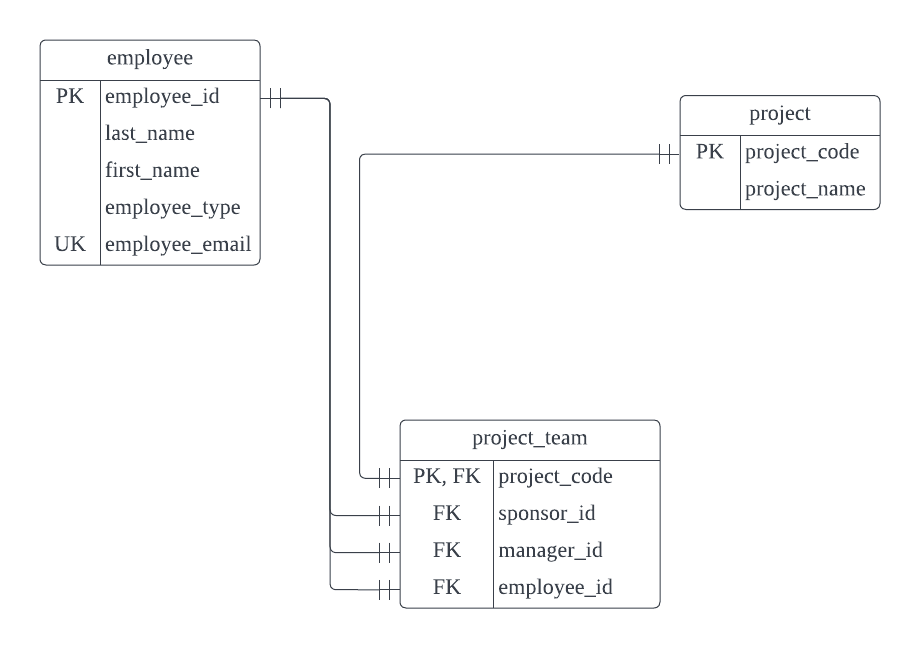 employee
PK employee_id
last_name
first_name
employee_type
UK employee_email
project
PK project_code
project_name
project_team
PK, FK project_code
FK sponsor_id
FK manager_id
FK employee_id